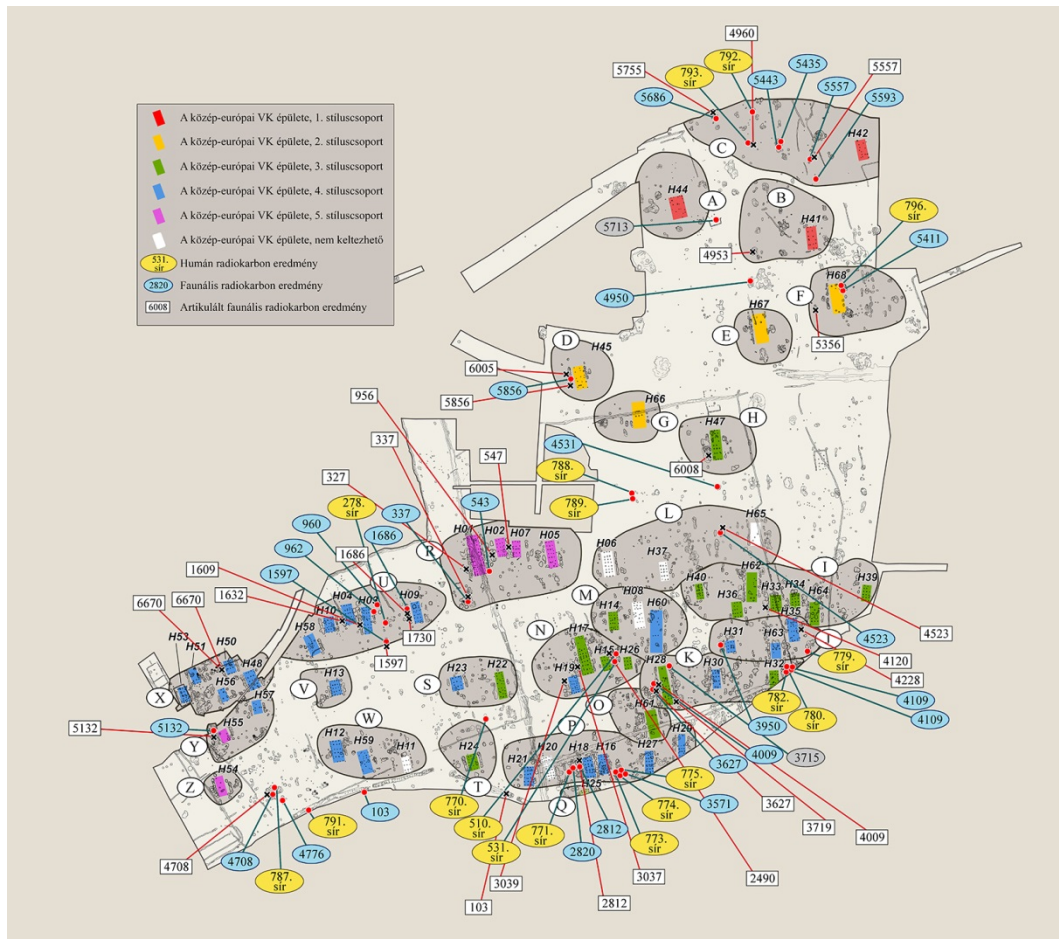 4960
792.
sír
5435
793.
sír
5755
5443
5557
5686
5557
5593
C
H42
H44
A
B
H41
5713
4953
796.
sír
5411
4950
H68
F
H67
E
5356
A közép-európai VK épülete, 1. stíluscsoport
A közép-európai VK épülete, 2. stíluscsoport
A közép-európai VK épülete, 3. stíluscsoport
A közép-európai VK épülete, 4. stíluscsoport
A közép-európai VK épülete, 5. stíluscsoport
A közép-európai VK épülete, nem keltezhető
531.
sír
Humán radiokarbon eredmény
2820
Faunális radiokarbon eredmény
6008
Artikulált faunális radiokarbon eredmény
D
H45
6005
5856
5856
956
H66
G
H47
H
337
547
4531
788.
sír
6008
327
543
789.
sír
278.
sír
337
960
1686
962
1686
1609
1597
1632
6670
6670
R
H01
H02
H07
H05
L
H65
H06
H37
I
U
H04
H03
H09
H10
H58
1730
1597
M
H08
H14
H60
H40
H62
H36
H33
H34
H64
H39
H35
4523
4523
H53
H51
H50
H48
H56
H57
X
V
H13
S
H23
H22
N
H17
H15
H26
H19
K
H28
H31
H63
H30
H32
779.
sír
4120
4228
782.
sír
780.
sír
4109
4109
5132
5132
Y
H55
W
H12
H59
H11
H24
T
O
P
H61
H29
3950
3715
4009
3627
Z
H54
H21
H20
H18
H16
H25
H27
Q
775.
sír
3571
774.
sír
773.
sír
3627
3719
4009
770.
sír
510.
sír
771.
sír
2812
531.
sír
2820
3037
2490
791.
sír
103
4708
4708
787.
sír
4776
3039
103
2812